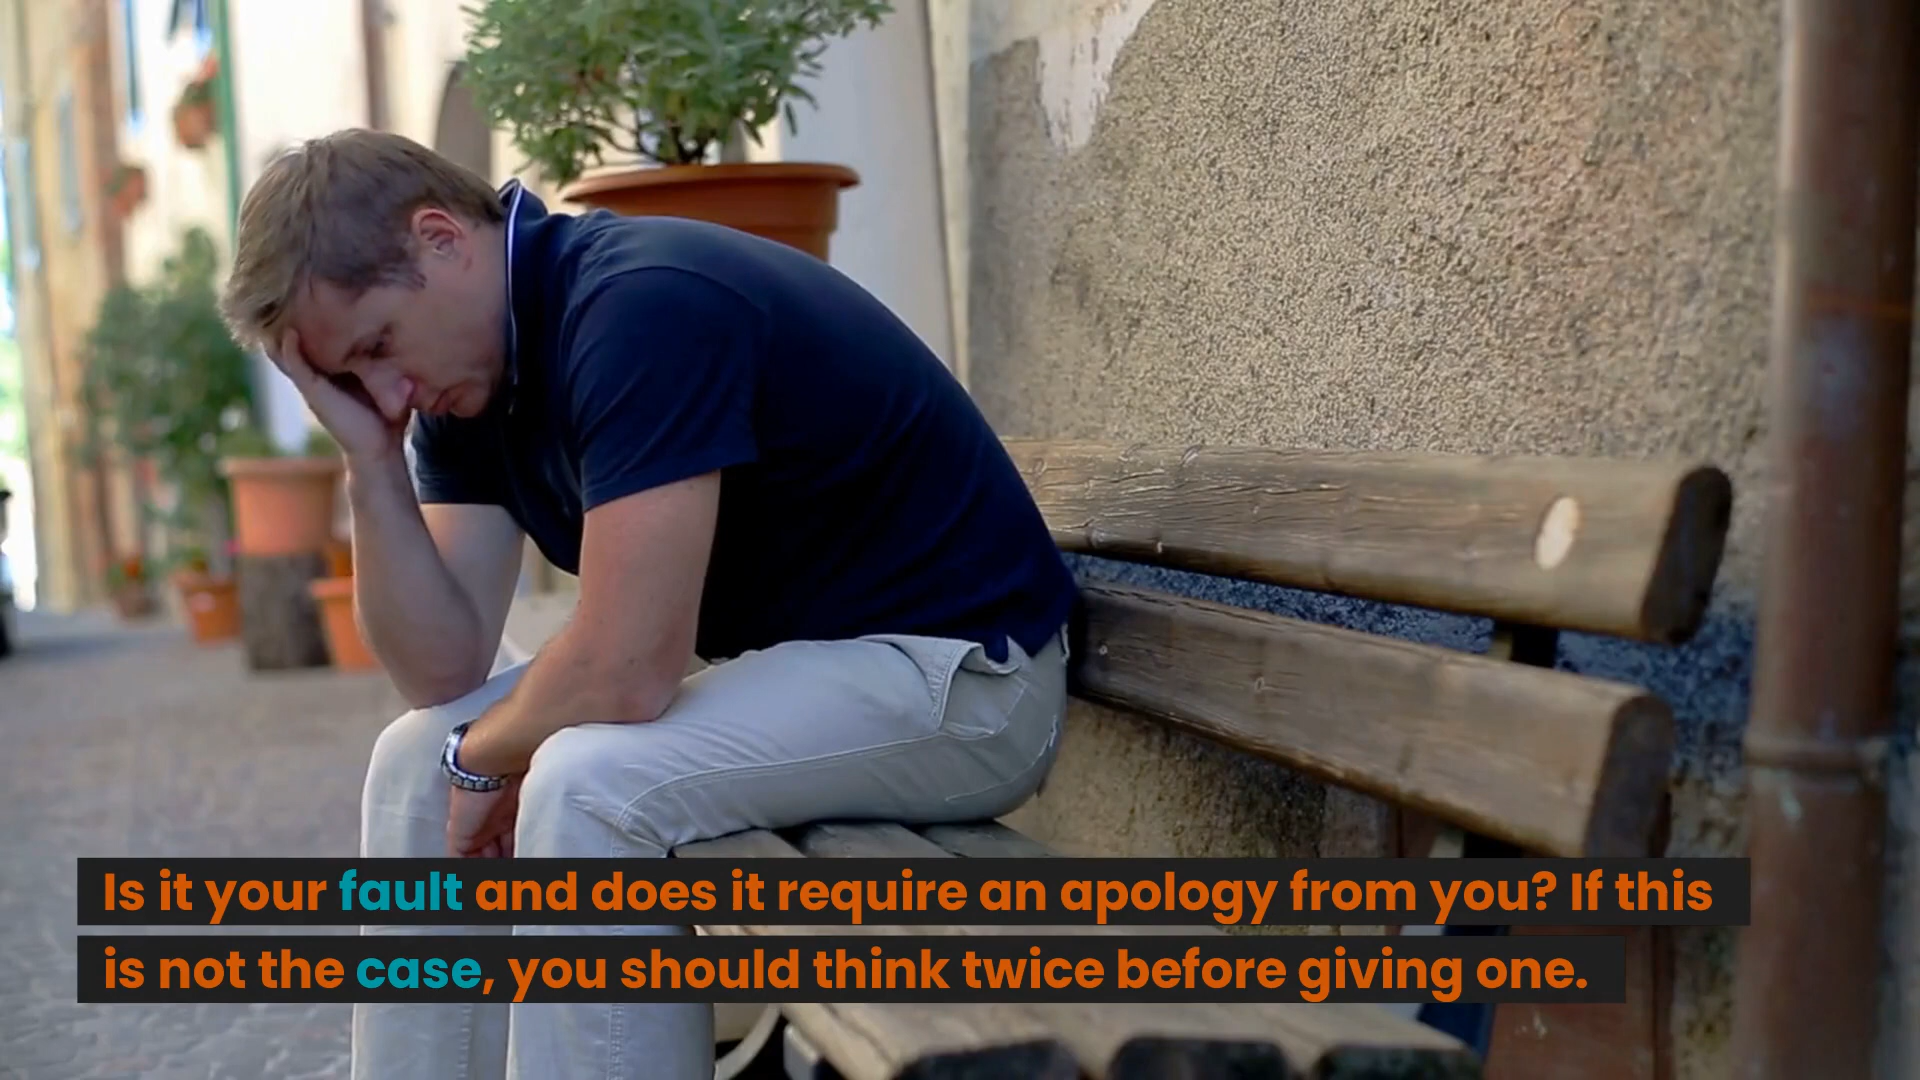 Is it your fault and does it require an apology from you? If this
is not the case, you should think twice before giving one.